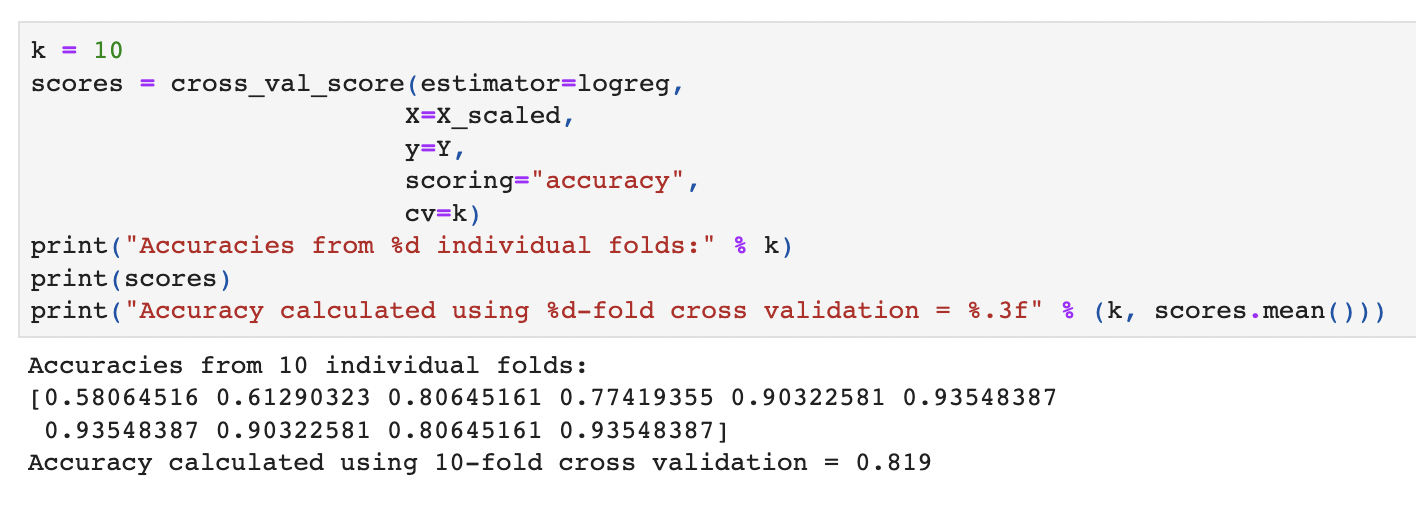 k = 10
scores = cross_val_score(estimator=logreg,
                        X=X_scaled,
                        y=Y,
                        scoring="accuracy",
                        cv=k)
print("Accuracies from %d individual folds:" % k)
print(scores)
print("Accuracy calculated using %d-fold cross validation = %.3f" % (k, scores.mean()))
Accuracies from 10 individual folds:
[0.58064516 0.61290323 0.80645161 0.77419355 0.90322581 0.93548387
 0.93548387 0.90322581 0.80645161 0.93548387]
Accuracy calculated using 10-fold cross validation = 0.819